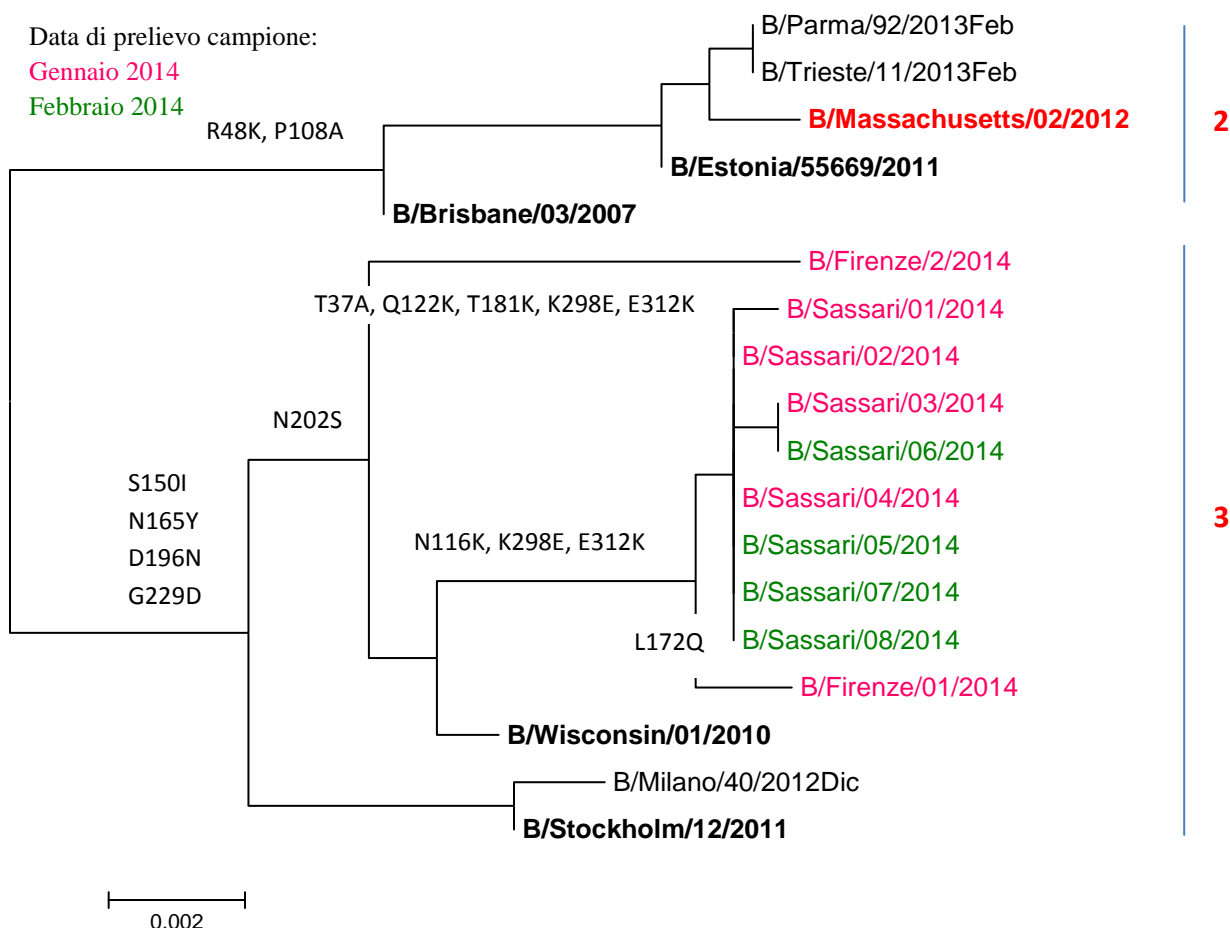 Data di prelievo campione:
Gennaio 2014
Febbraio 2014
B/Parma/92/2013Feb
B/Trieste/11/2013Feb
B/Massachusetts/02/2012
2
R48K, P108A
B/Estonia/55669/2011
B/Brisbane/03/2007
B/Firenze/2/2014
T37A, Q122K, T181K, K298E, E312K
B/Sassari/01/2014
B/Sassari/02/2014
B/Sassari/03/2014
N202S
B/Sassari/06/2014
S150I
N165Y
D196N
G229D
B/Sassari/04/2014
3
N116K, K298E, E312K
B/Sassari/05/2014
B/Sassari/07/2014
L172Q
B/Sassari/08/2014
B/Firenze/01/2014
B/Wisconsin/01/2010
B/Milano/40/2012Dic
B/Stockholm/12/2011
0.002